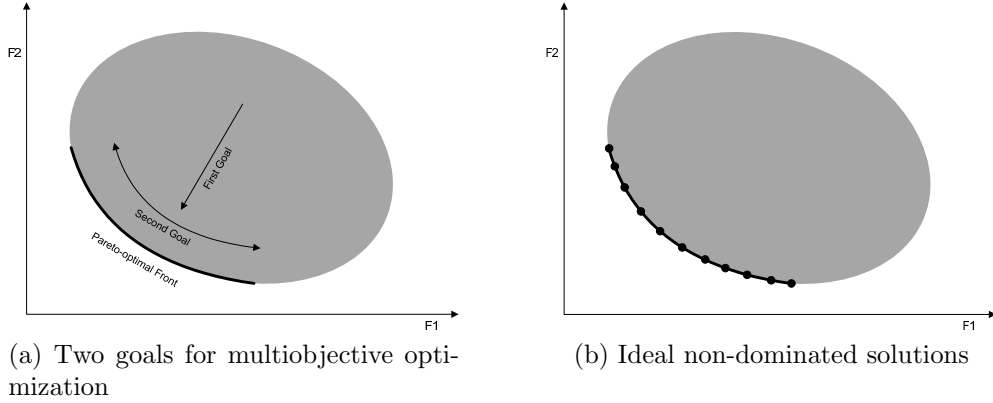 F2
First Goal
Second Goal
Pareto-optimal Front
F1
(a) Two goals for multiobjective opti-
mization
F2
F1
(b) Ideal non-dominated solutions